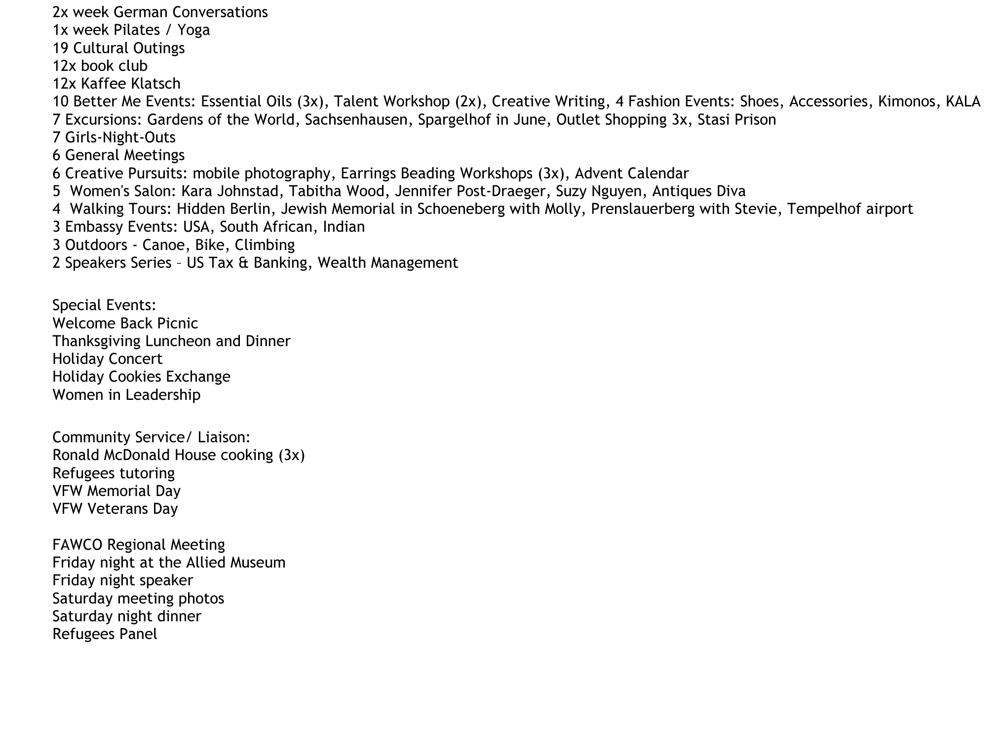 2x week German Conversations
1x week Pilates / Yoga
19 Cultural Outings
12x book club
12x Kaffee Klatsch
10 Better Me Events: Essential Oils (3x), Talent Workshop (2x), Creative Writing, 4 Fashion Events: Shoes, Accessories, Kimonos, KALA
7 Excursions: Gardens of the World, Sachsenhausen, Spargelhof in June, Outlet Shopping 3x, Stasi Prison
7 Girls-Night-Outs
6 General Meetings
6 Creative Pursuits: mobile photography, Earrings Beading Workshops (3x), Advent Calendar
5  Women's Salon: Kara Johnstad, Tabitha Wood, Jennifer Post-Draeger, Suzy Nguyen, Antiques Diva
4  Walking Tours: Hidden Berlin, Jewish Memorial in Schoeneberg with Molly, Prenslauerberg with Stevie, Tempelhof airport
3 Embassy Events: USA, South African, Indian
3 Outdoors - Canoe, Bike, Climbing
2 Speakers Series – US Tax & Banking, Wealth Management
Special Events:
Welcome Back Picnic
Thanksgiving Luncheon and Dinner
Holiday Concert
Holiday Cookies Exchange
Women in Leadership
Community Service/ Liaison:
Ronald McDonald House cooking (3x)
Refugees tutoring
VFW Memorial Day
VFW Veterans Day
FAWCO Regional Meeting
Friday night at the Allied Museum
Friday night speaker
Saturday meeting photos
Saturday night dinner
Refugees Panel